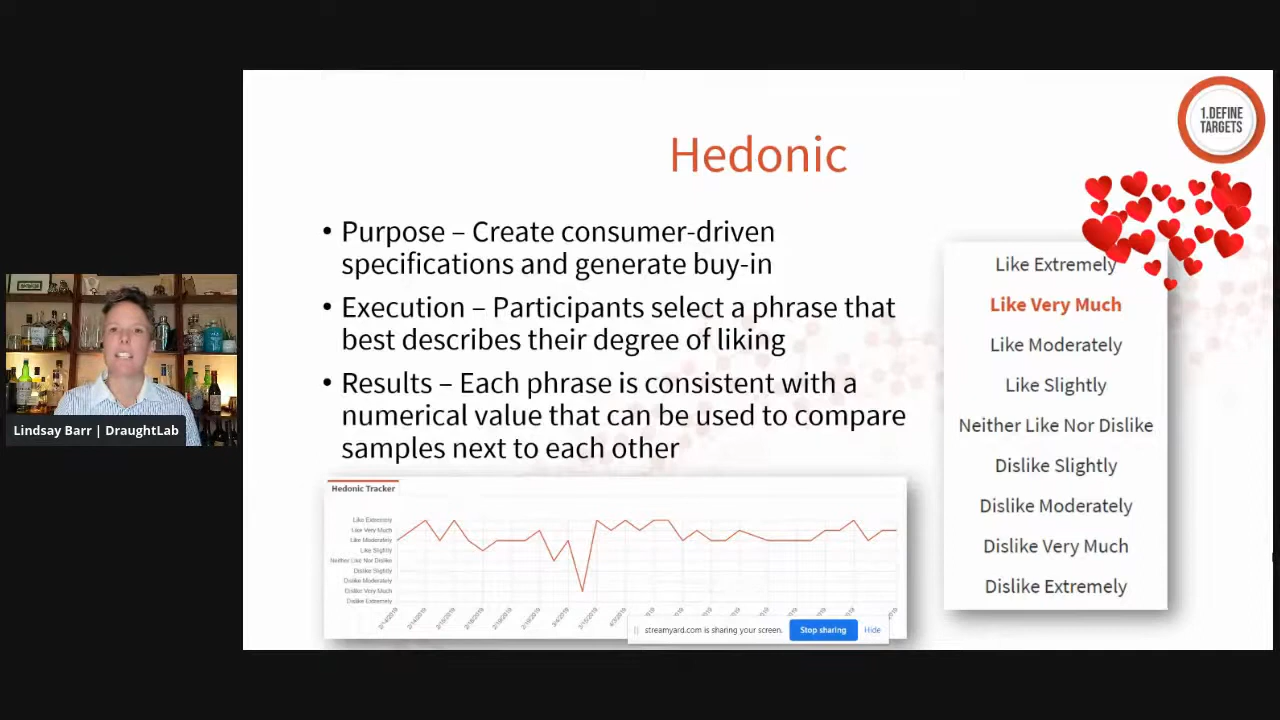 1.DEFINE
TARGETS
Hedonic
• Purpose – Create consumer-driven
specifications and generate buy-in
• Execution – Participants select a phrase that
best describes their degree of liking
• Results – Each phrase is consistent with a
numerical value that can be used to compare
samples next to each other
Like Extremely
Like Very Much
Like Moderately
Like Slightly
Neither Like Nor Dislike
Dislike Slightly
Dislike Moderately
Dislike Very Much
Dislike Extremely
Lindsay Barr | DraughtLab
Hedonic Tracker
Like Extremely
Like Very Much
Like Moderately
Like Slightly
Neither Like Nor Dislike
Dislike Slightly
Dislike Moderately
Dislike Very Much
Dislike Extremely
streamyard.com is sharing your screen.
Stop sharing
Hide